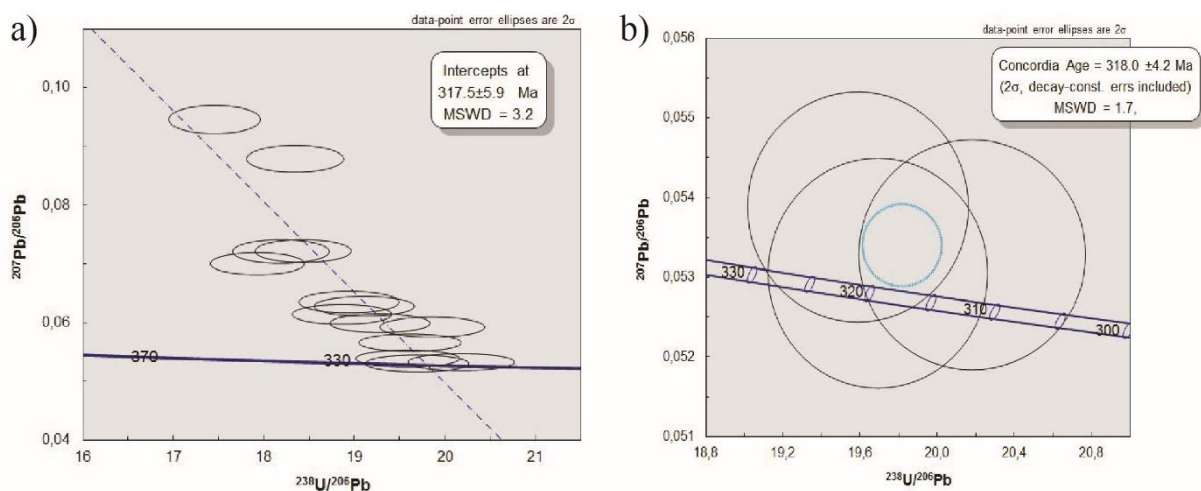 a)
data-point error ellipses are 2σ
Intercepts at
317.5±5.9 Ma
MSWD = 3.2
0,10
0,08
0,06
0,04
207Pb/206Pb
370
330
16
17
18
19
20
21
238U/206Pb
b)
data-point error ellipses are 2σ
Concordia Age = 318.0 ±4.2 Ma
(2σ, decay-const. errs included)
MSWD = 1.7,
0,056
0,055
0,054
0,053
0,052
0,051
207Pb/206Pb
330
320
310
300
18,8
19,2
19,6
20,0
20,4
20,8
238U/206Pb